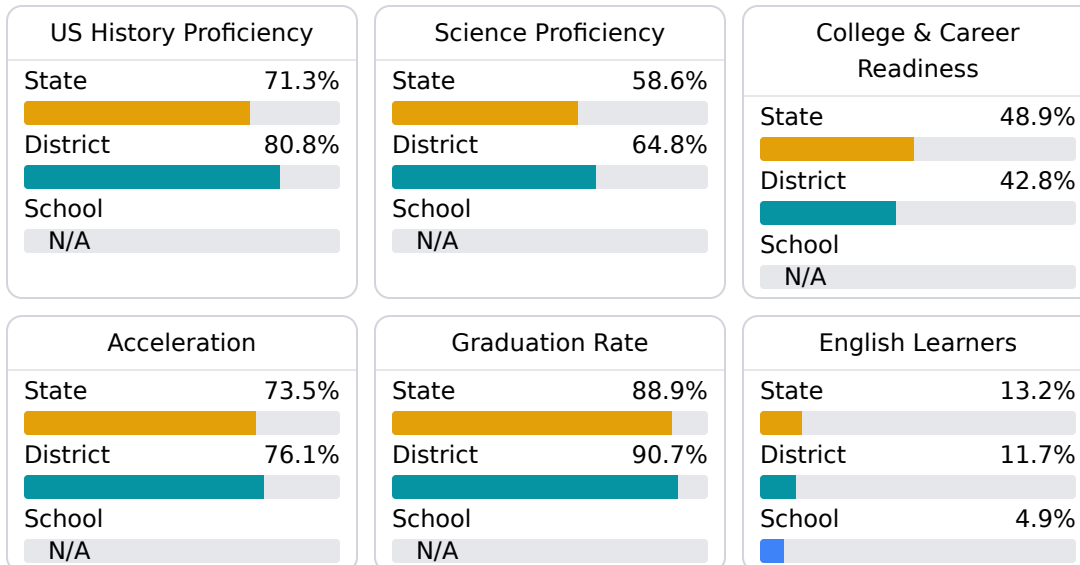 US History Proficiency
State 71.3%
District 80.8%
School
N/A
Science Proficiency
State 58.6%
District 64.8%
School
N/A
College & Career
Readiness
State 48.9%
District 42.8%
School
N/A
Acceleration
State 73.5%
District 76.1%
School
N/A
Graduation Rate
State 88.9%
District 90.7%
School
N/A
English Learners
State 13.2%
District 11.7%
School 4.9%